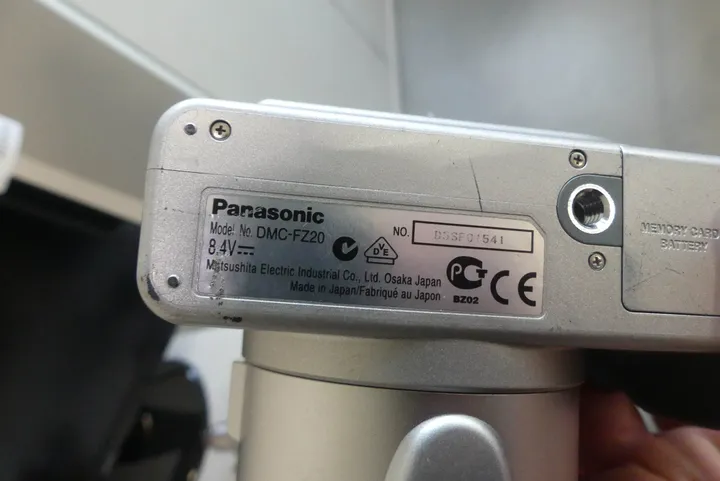 Panasonic
Model No. DMC-FZ20
8.4V
NO.
Matsushita Electric Industrial Co., Ltd. Osaka Japan
Made in Japan/Fabriqué au Japon
VDE
BZ02
CE
MEMORY CARD
BATTERY